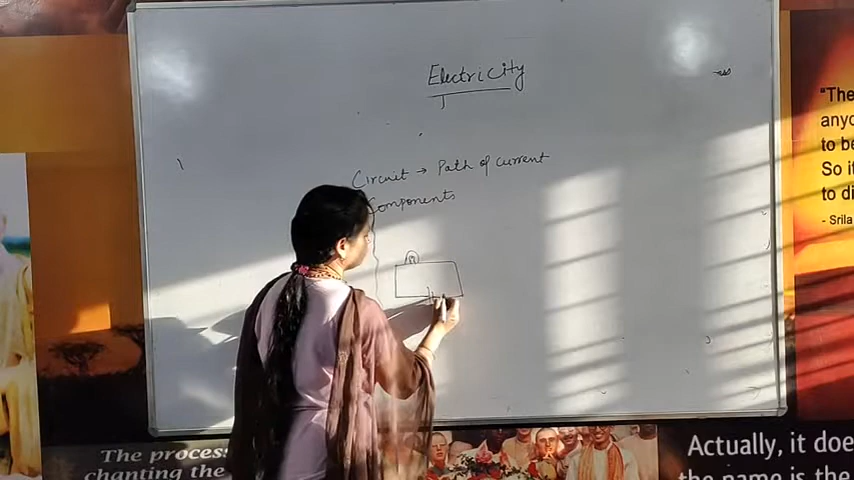 Electricity
Circuit → Path of current
Components
"The
anyo
to be
So it
to di
- Srila
The process
chanting the
Actually, it doe
the name is the